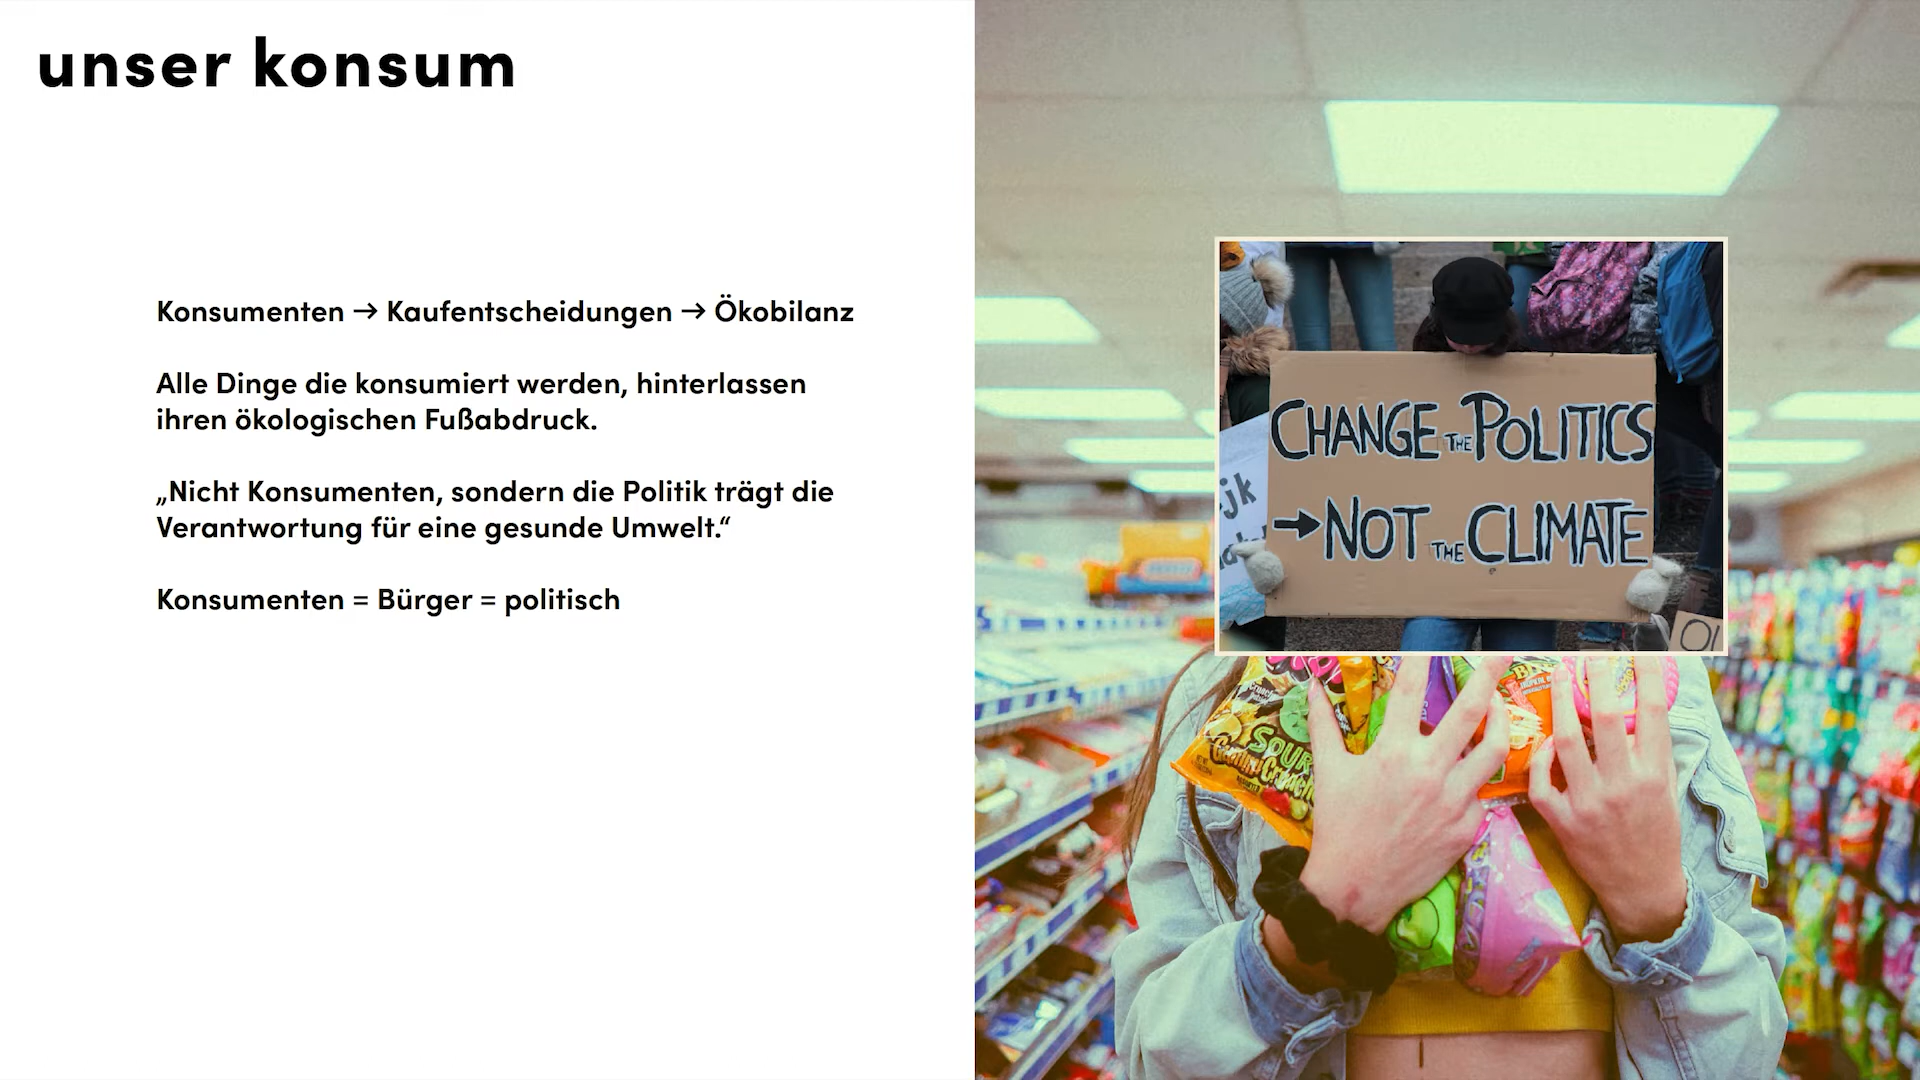 unser konsum
Konsumenten → Kaufentscheidungen → Ökobilanz
Alle Dinge die konsumiert werden, hinterlassen
ihren ökologischen Fußabdruck.
„Nicht Konsumenten, sondern die Politik trägt die
Verantwortung für eine gesunde Umwelt.“
Konsumenten = Bürger = politisch
CHANGE THE POLITICS
→ NOT THE CLIMATE
SOUR